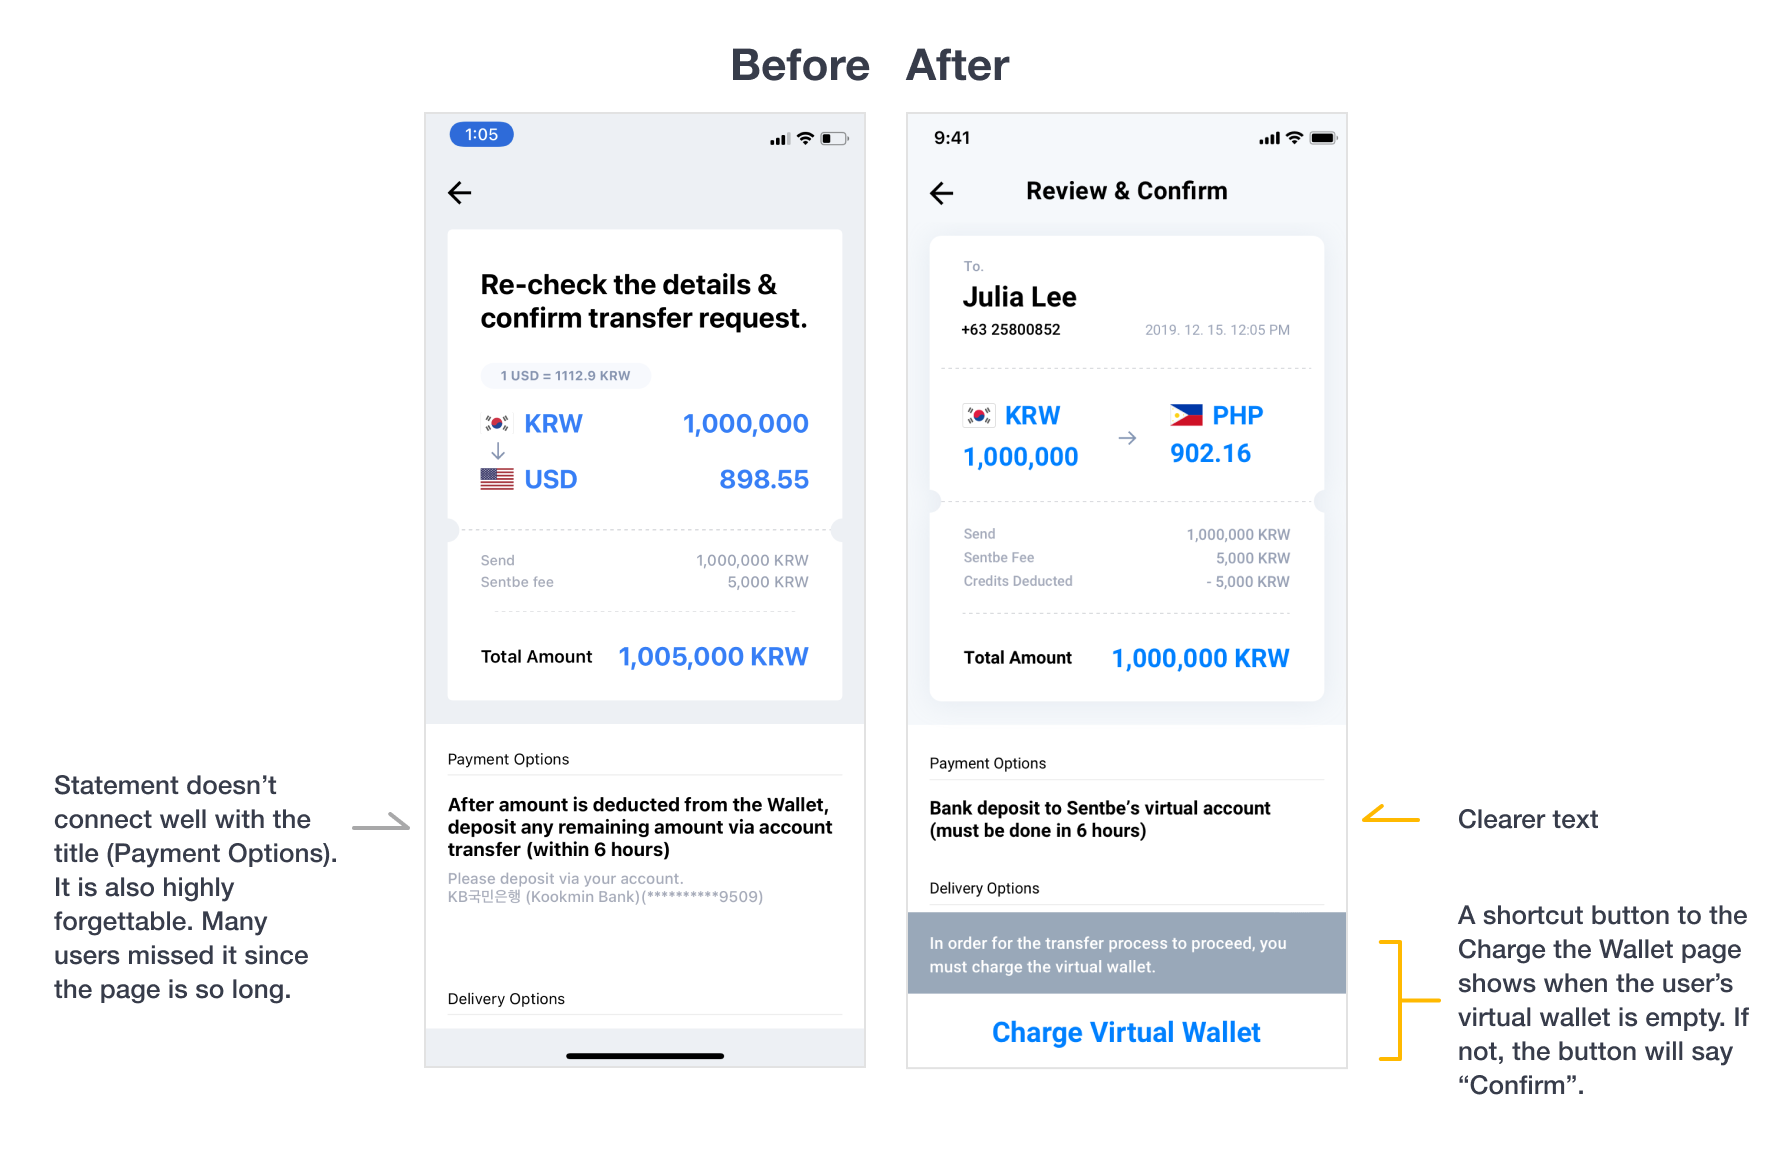 Before After
1:05
Re-check the details &
confirm transfer request.
1 USD = 1112.9 KRW
KRW 1,000,000
USD 898.55
Send 1,000,000 KRW
Sentbe fee 5,000 KRW
Total Amount 1,005,000 KRW
Payment Options
After amount is deducted from the Wallet,
deposit any remaining amount via account
transfer (within 6 hours)
Please deposit via your account.
KB국민은행 (Kookmin Bank)(**********9509)
Delivery Options
Statement doesn’t
connect well with the
title (Payment Options).
It is also highly
forgettable. Many
users missed it since
the page is so long.
9:41
Review & Confirm
To.
Julia Lee
+63 25800852 2019. 12. 15. 12:05 PM
KRW PHP
1,000,000 902.16
Send 1,000,000 KRW
Sentbe Fee 5,000 KRW
Credits Deducted - 5,000 KRW
Total Amount 1,000,000 KRW
Payment Options
Bank deposit to Sentbe’s virtual account
(must be done in 6 hours)
Delivery Options
In order for the transfer process to proceed, you
must charge the virtual wallet.
Charge Virtual Wallet
Clearer text
A shortcut button to the
Charge the Wallet page
shows when the user’s
virtual wallet is empty. If
not, the button will say
“Confirm”.